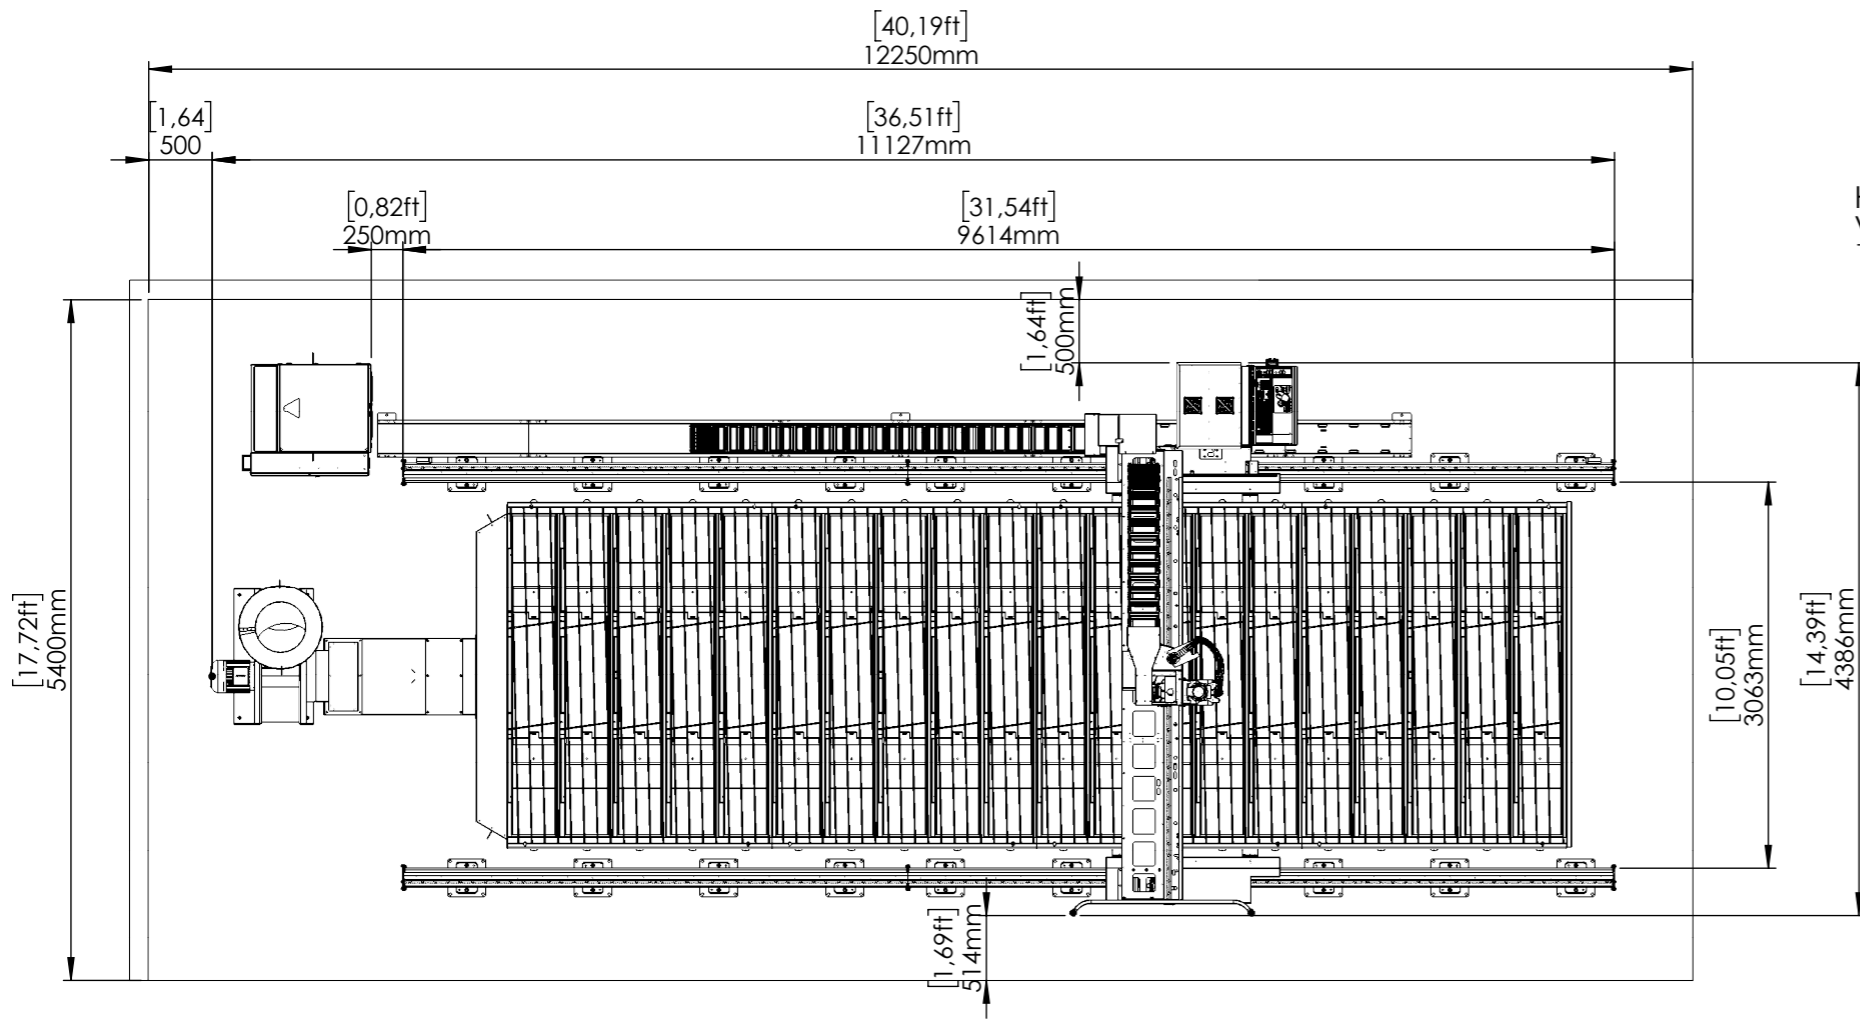 [40,19ft]
12250mm
[1,64]
500
[36,51ft]
11127mm
[0,82ft]
250mm
[31,54ft]
9614mm
[1,64ft]
500mm
[17,72ft]
5400mm
[10,05ft]
3063mm
[14,39ft]
4386mm
[1,69ft]
514mm